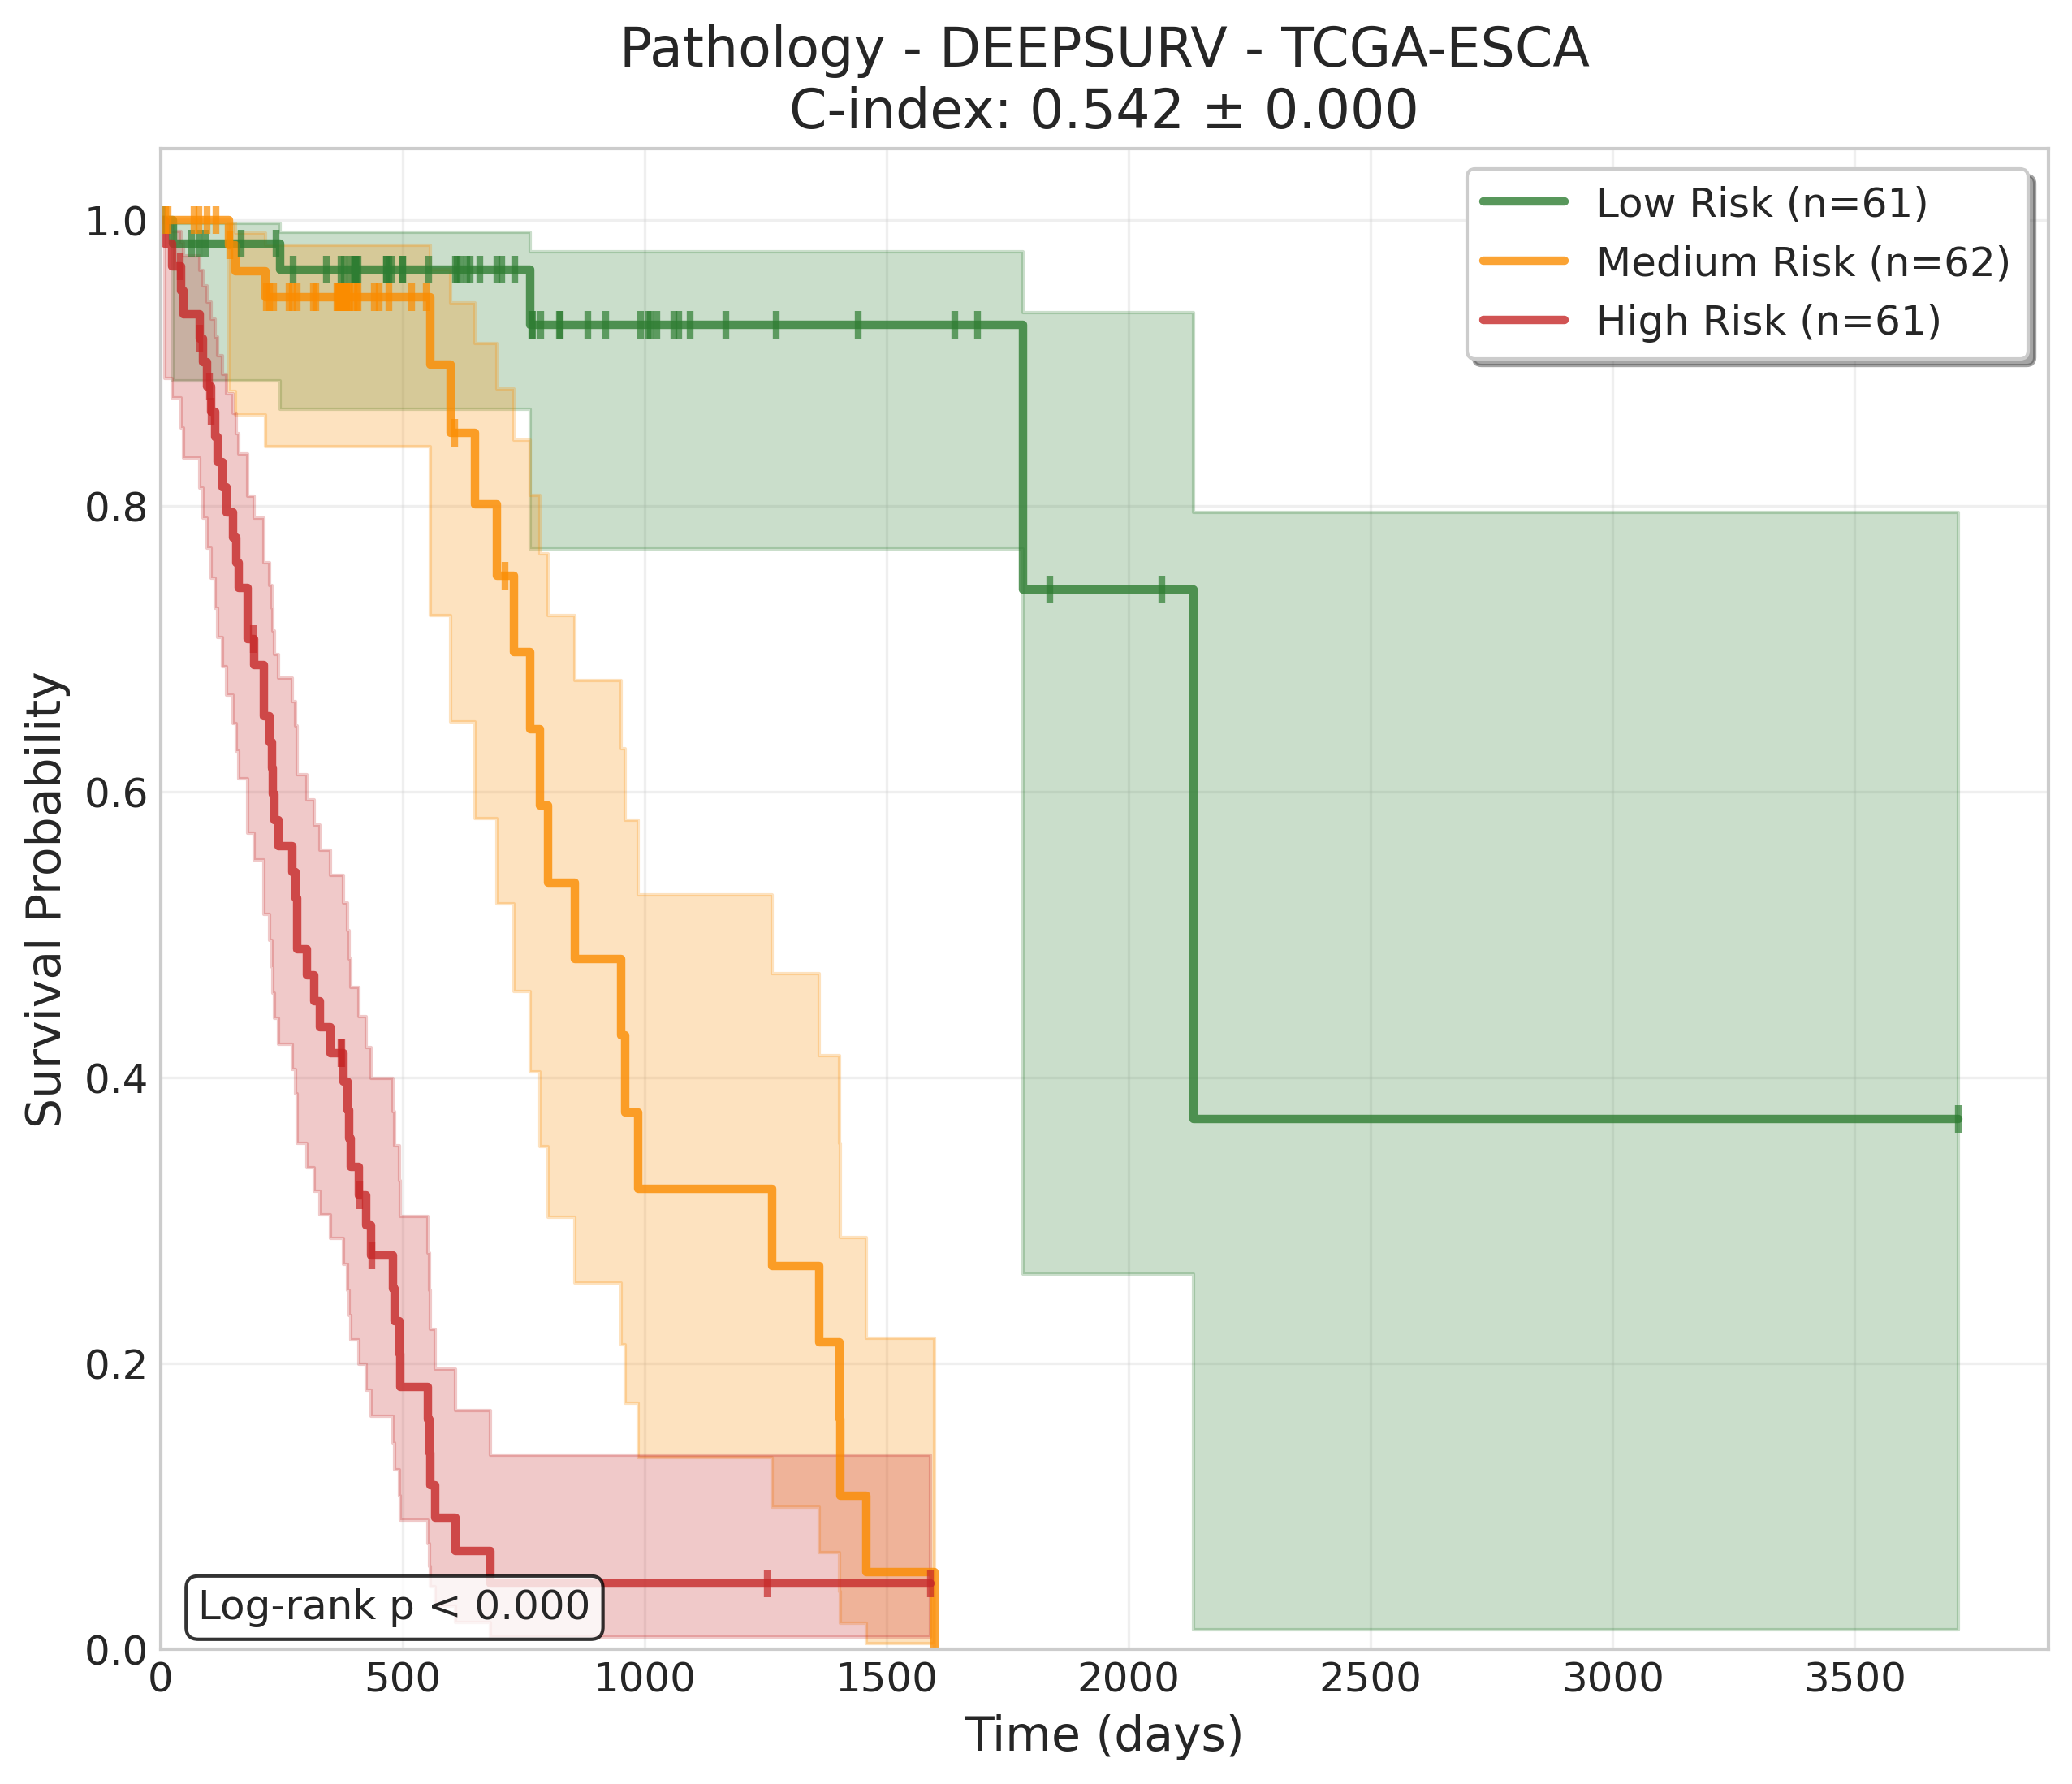 Pathology - DEEPSURV - TCGA-ESCA
C-index: 0.542 ± 0.000
Low Risk (n=61)
Medium Risk (n=62)
High Risk (n=61)
Survival Probability
1.0
0.8
0.6
0.4
0.2
0.0
Log-rank p < 0.000
0 500 1000 1500 2000 2500 3000 3500
Time (days)